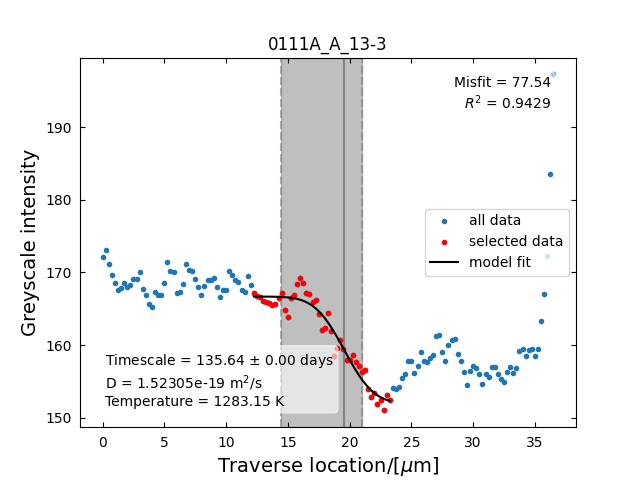 0111A_A_13-3
Misfit = 77.54
R² = 0.9429
190
180
170
160
150
Greyscale intensity
all data
selected data
model fit
Timescale = 135.64 ± 0.00 days
D = 1.52305e-19 m²/s
Temperature = 1283.15 K
0 5 10 15 20 25 30 35
Traverse location/[μm]